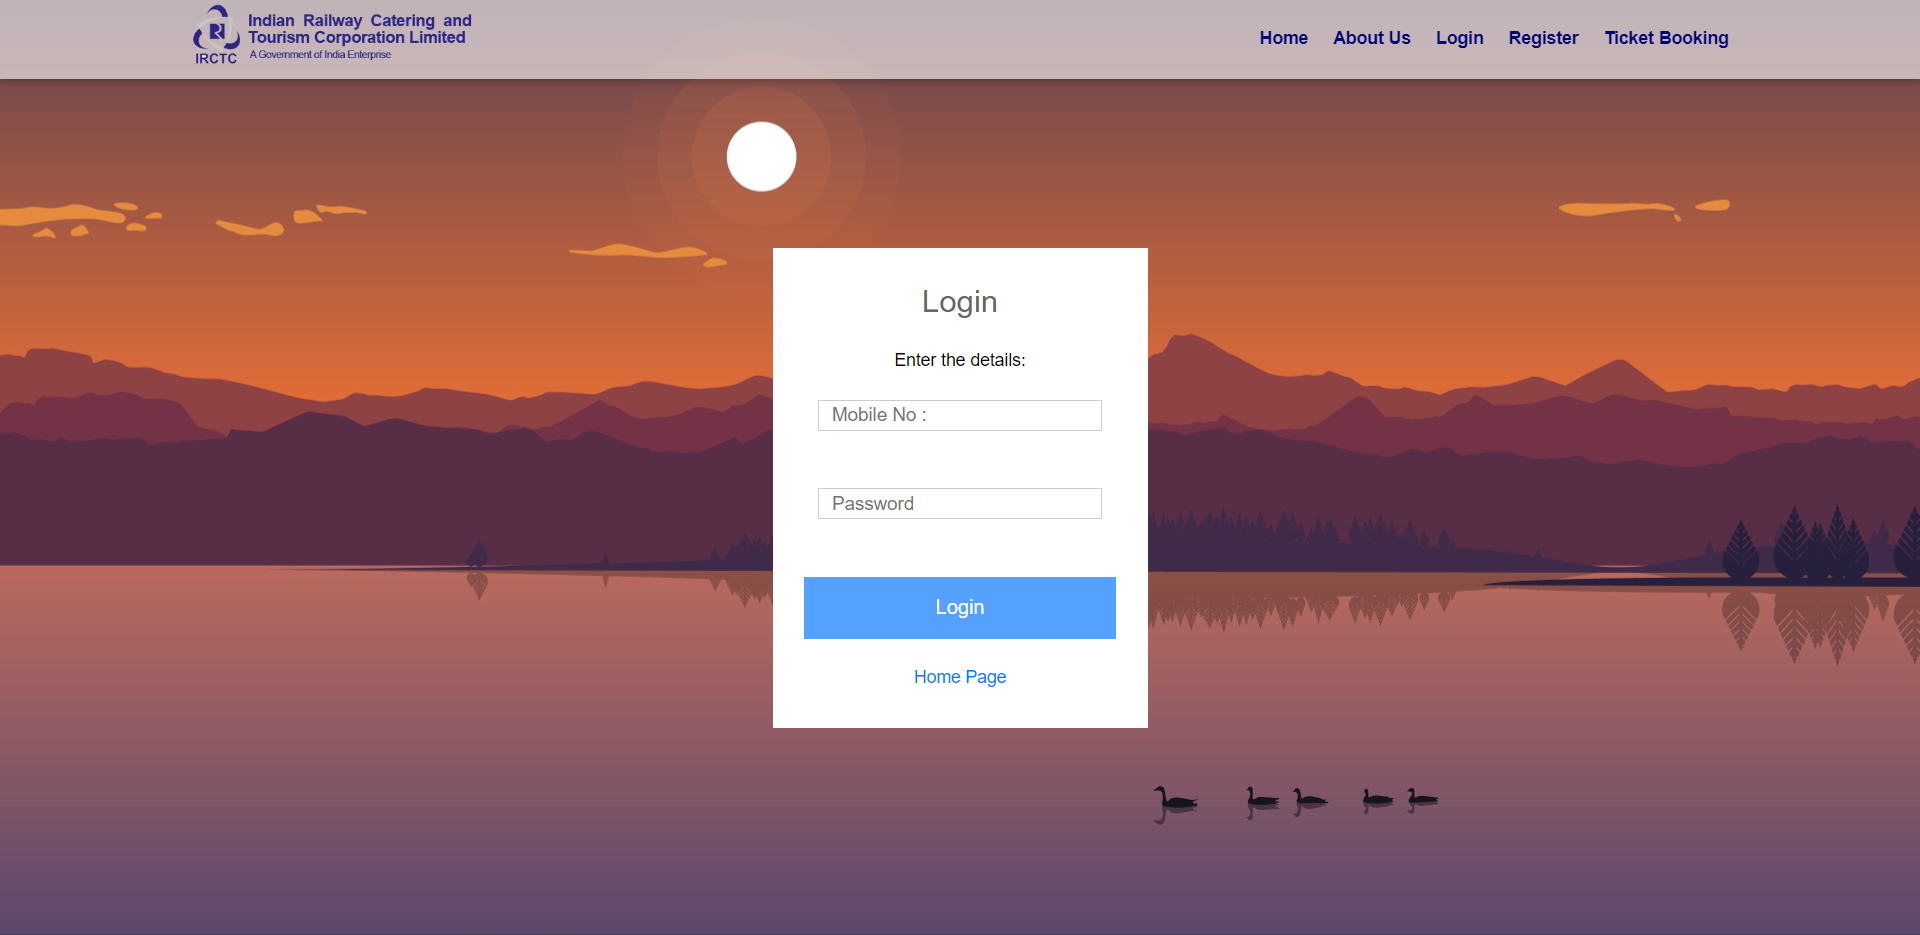 Indian Railway Catering and
Tourism Corporation Limited
IRCTC
A Government of India Enterprise
Home About Us Login Register Ticket Booking
Login
Enter the details:
Mobile No :
Password
Login
Home Page